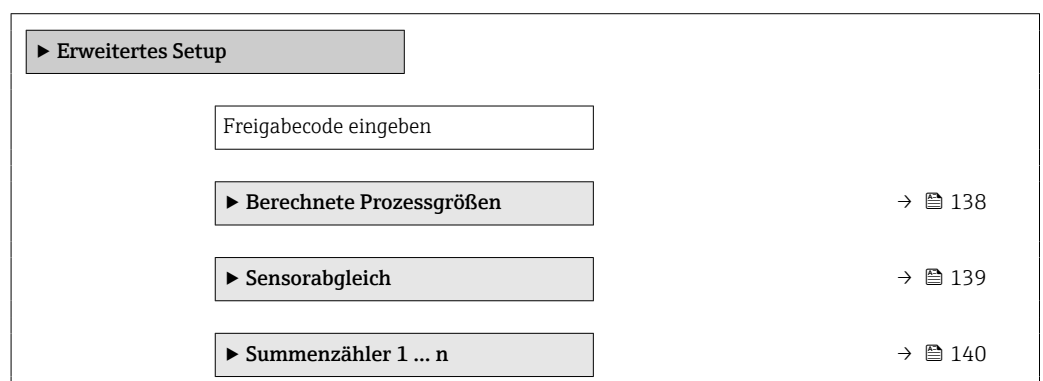 ▶ Erweitertes Setup
Freigabecode eingeben
▶ Berechnete Prozessgrößen → 138
▶ Sensorabgleich → 139
▶ Summenzähler 1 ... n → 140